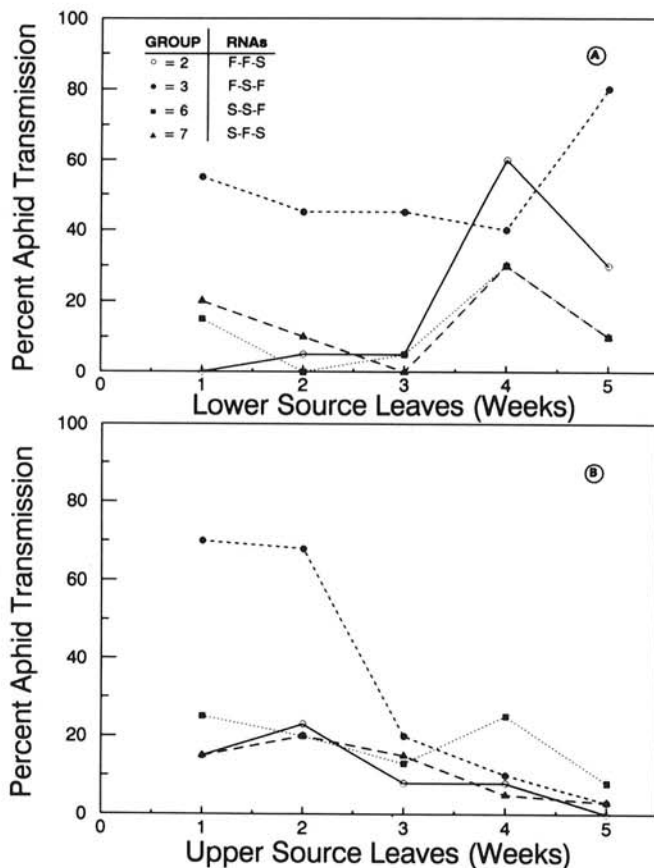 100
80
60
40
20
0
Percent Aphid Transmission
GROUP RNAs
= 2 F-F-S
= 3 F-S-F
= 6 S-S-F
= 7 S-F-S
A
0 1 2 3 4 5
Lower Source Leaves (Weeks)
100
80
60
40
20
0
Percent Aphid Transmission
B
0 1 2 3 4 5
Upper Source Leaves (Weeks)